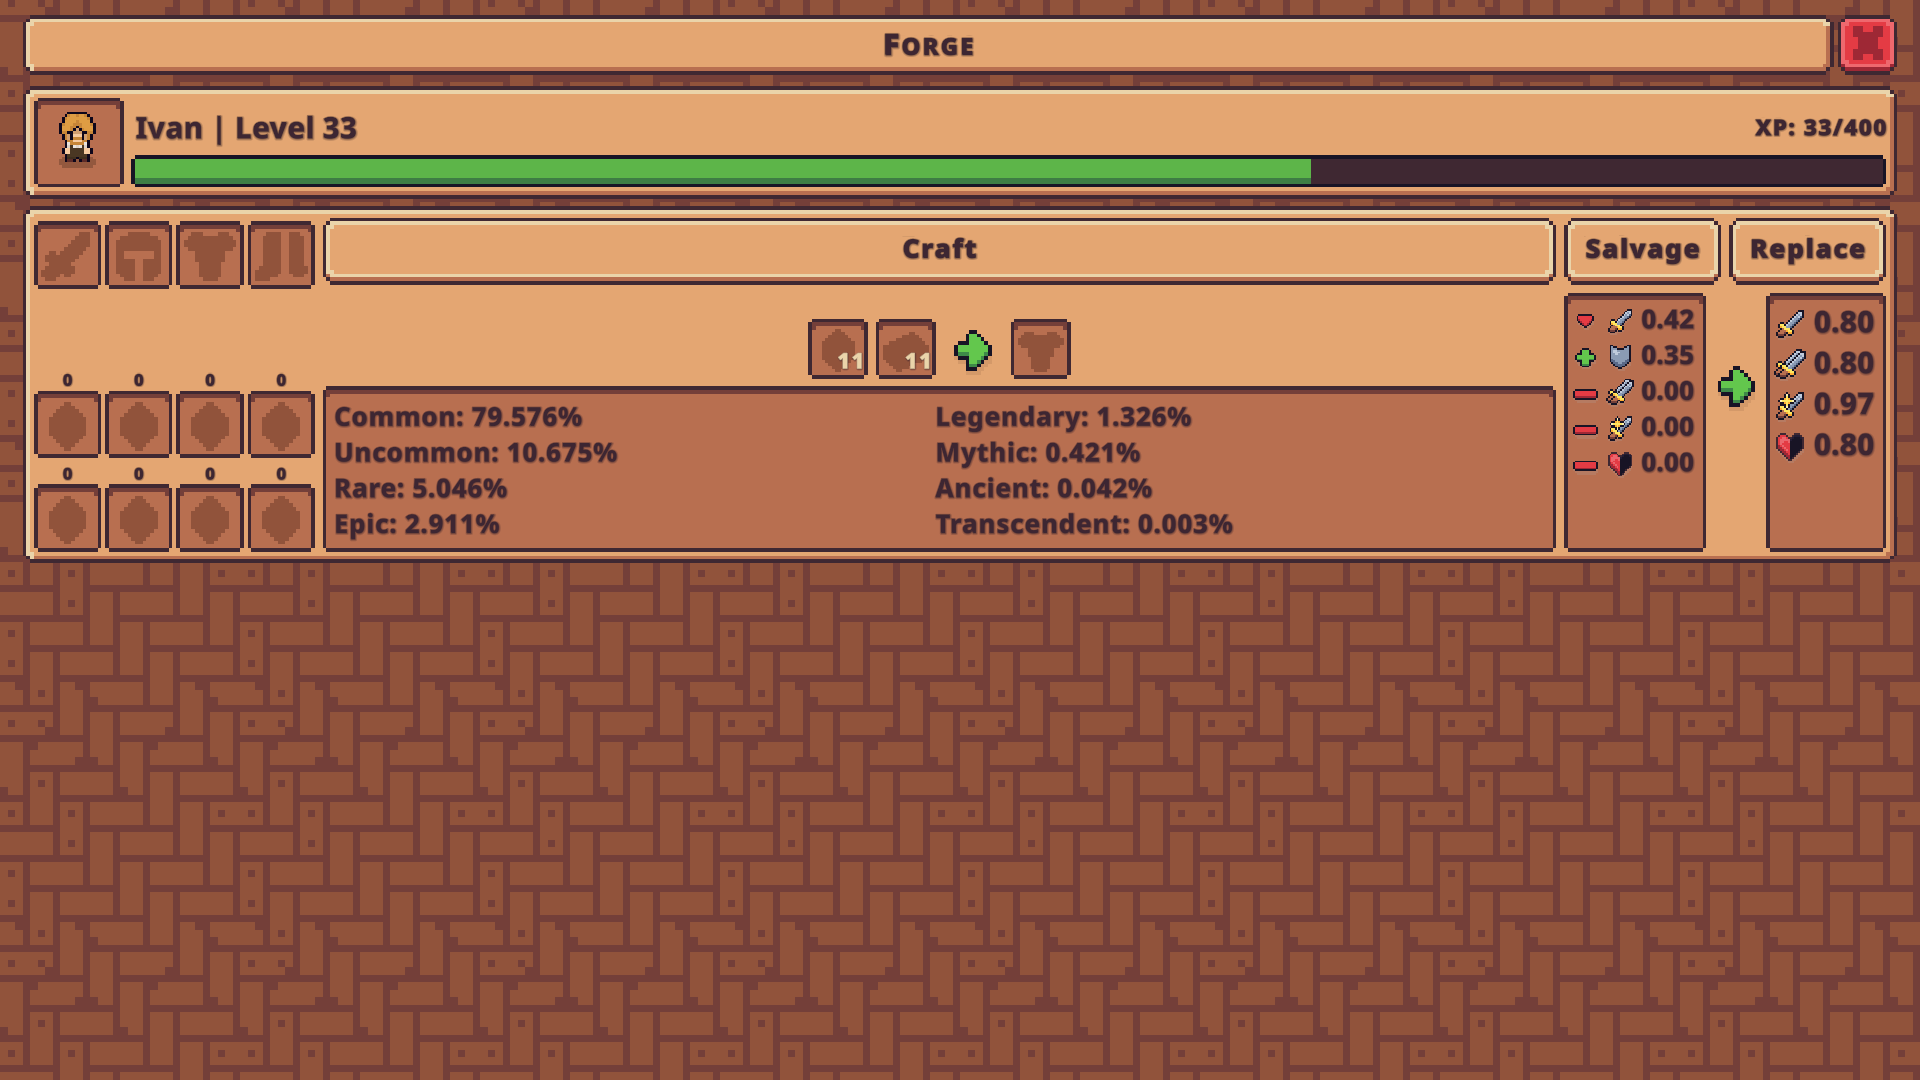 Forge
Ivan | Level 33
XP: 33/400
Craft
Salvage
Replace
11 11
0 0 0 0
0 0 0 0
Common: 79.576%
Uncommon: 10.675%
Rare: 5.046%
Epic: 2.911%
Legendary: 1.326%
Mythic: 0.421%
Ancient: 0.042%
Transcendent: 0.003%
0.42
0.35
0.00
0.00
0.00
0.80
0.80
0.97
0.80